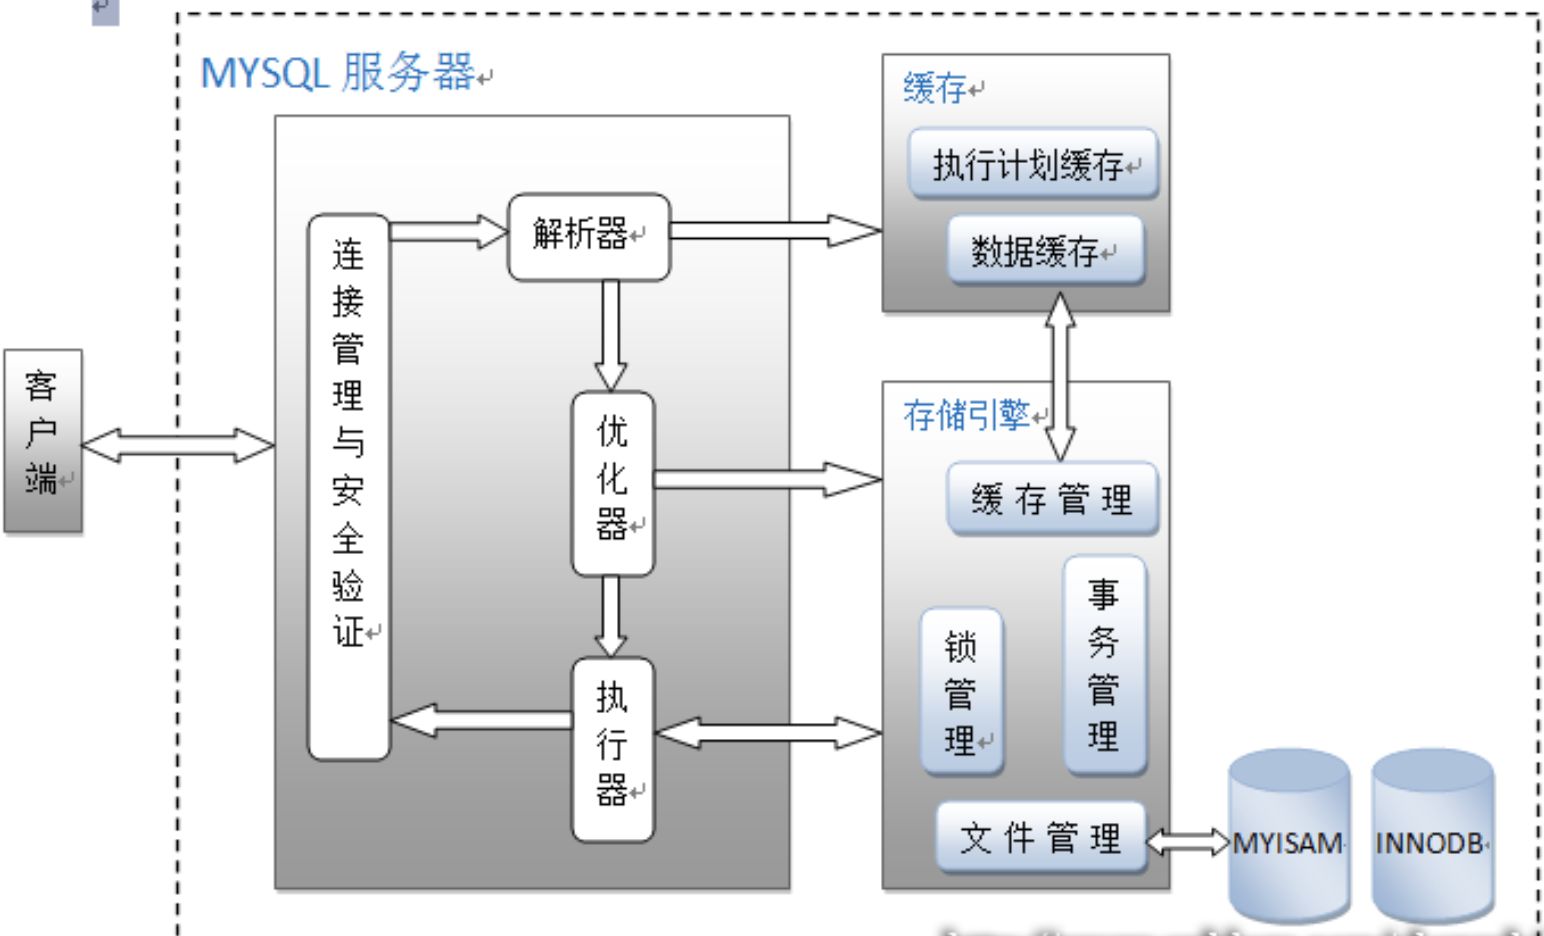 MYSQL 服务器
缓存
执行计划缓存
数据缓存
解析器
连接管理与安全验证
客户端
优化器
存储引擎
缓存管理
事务管理
锁管理
执行器
文件管理
MYISAM
INNODB